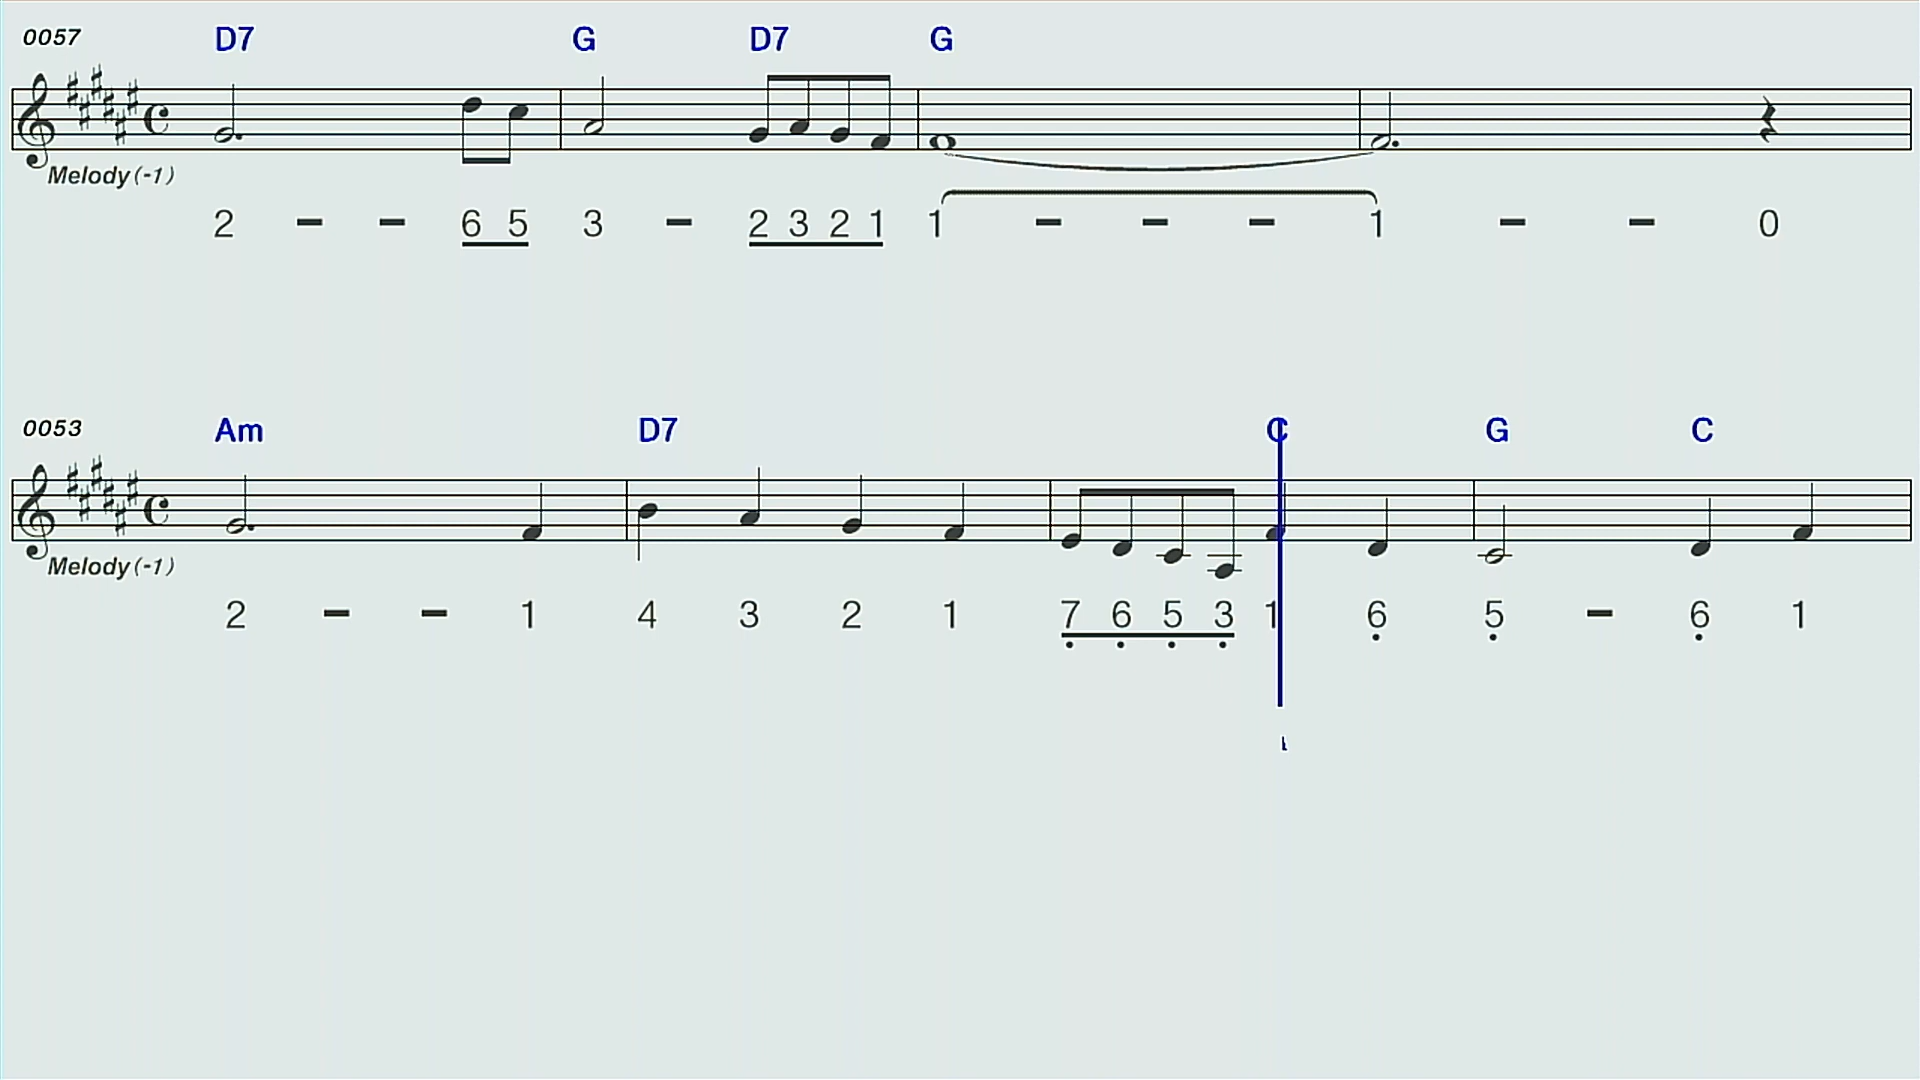 0057 D7 G D7 G
Melody(-1)
2 - - 6 5 3 - 2 3 2 1 1 - - - 1 - - 0
0053 Am D7 C G C
Melody(-1)
2 - - 1 4 3 2 1 7 6 5 3 1 6 5 - 6 1